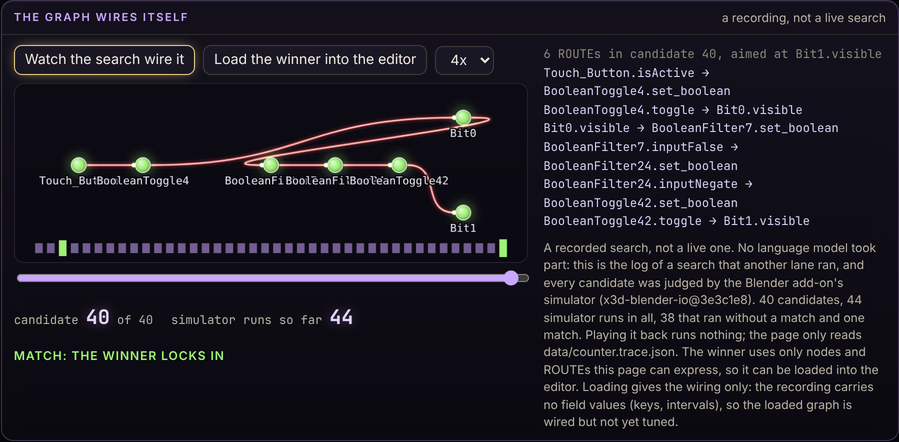 THE GRAPH WIRES ITSELF
a recording, not a live search
Watch the search wire it
Load the winner into the editor
4x
Bit0
BooleanToggle4
BooleanToggle42
Bit1
candidate 40 of 40 simulator runs so far 44
MATCH: THE WINNER LOCKS IN
6 ROUTEs in candidate 40, aimed at Bit1.visible
Touch_Button.isActive →
BooleanToggle4.set_boolean
BooleanToggle4.toggle → Bit0.visible
Bit0.visible → BooleanFilter7.set_boolean
BooleanFilter7.inputFalse →
BooleanFilter24.set_boolean
BooleanFilter24.inputNegate →
BooleanToggle42.set_boolean
BooleanToggle42.toggle → Bit1.visible
A recorded search, not a live one. No language model took
part: this is the log of a search that another lane ran, and
every candidate was judged by the Blender add-on's
simulator (x3d-blender-io@3e3c1e8). 40 candidates, 44
simulator runs in all, 38 that ran without a match and one
match. Playing it back runs nothing; the page only reads
data/counter.trace.json. The winner uses only nodes and
ROUTEs this page can express, so it can be loaded into the
editor. Loading gives the wiring only: the recording carries
no field values (keys, intervals), so the loaded graph is
wired but not yet tuned.